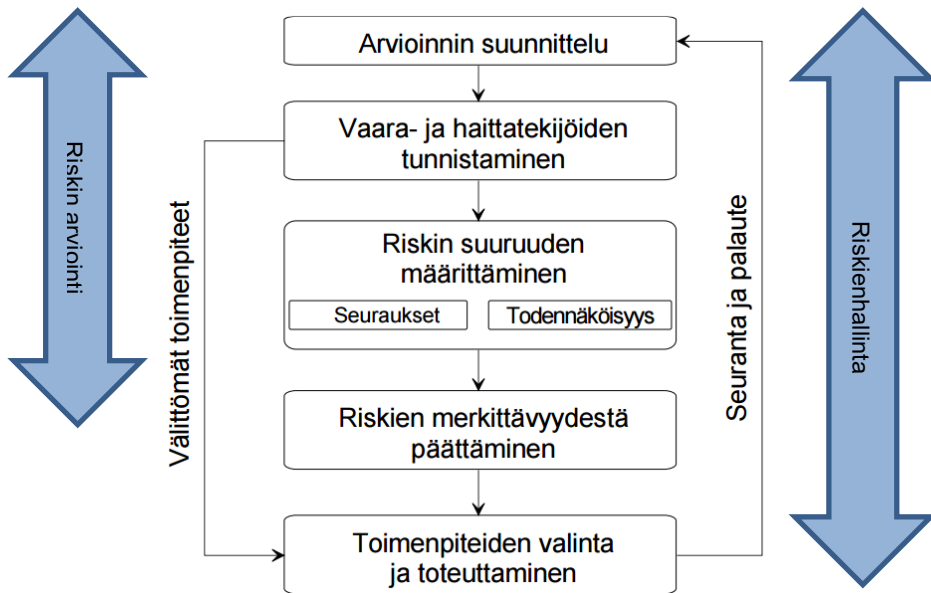 Arvioinnin suunnittelu
Vaara- ja haittatekijöiden
tunnistaminen
Riskin suuruuden
määrittäminen
Seuraukset
Todennäköisyys
Riskien merkittävyydestä
päättäminen
Toimenpiteiden valinta
ja toteuttaminen
Riskin arviointi
Välittömät toimenpiteet
Seuranta ja palaute
Riskienhallinta